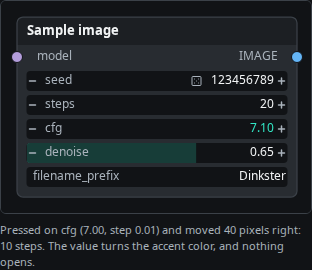 Sample image
model IMAGE
− seed 123456789 +
− steps 20 +
− cfg 7.10 +
− denoise 0.65 +
filename_prefix Dinkster
Pressed on cfg (7.00, step 0.01) and moved 40 pixels right:
10 steps. The value turns the accent color, and nothing
opens.